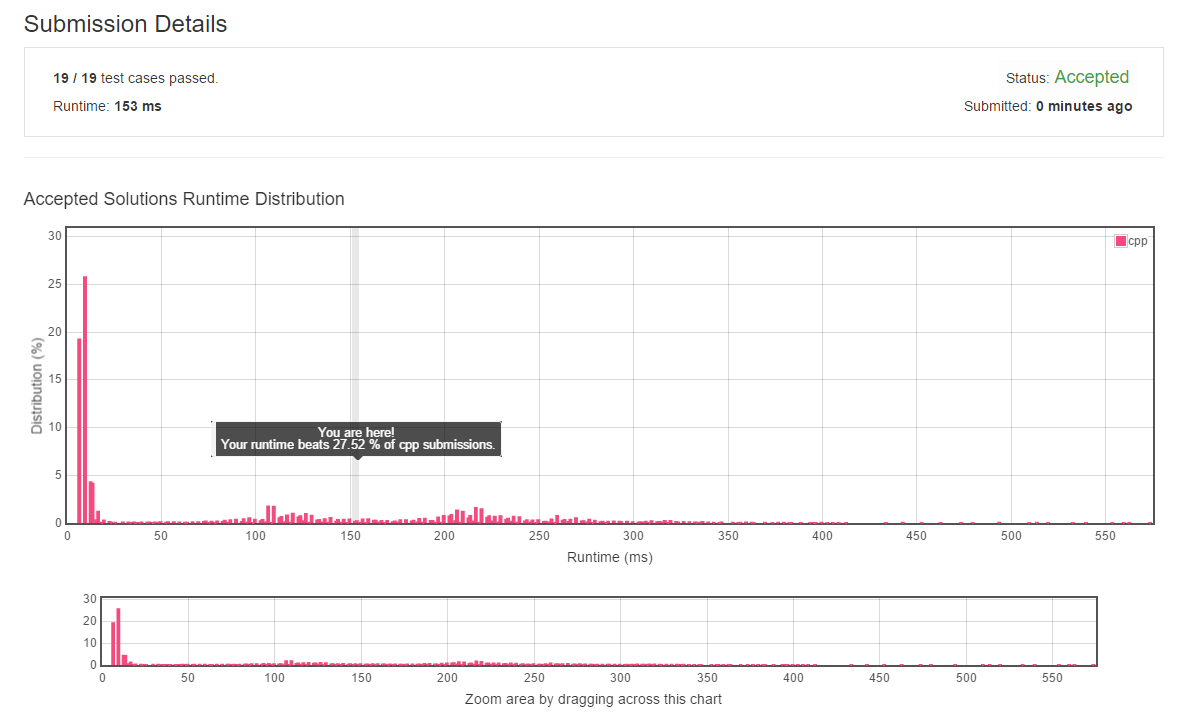 Submission Details
19 / 19 test cases passed.
Status: Accepted
Runtime: 153 ms
Submitted: 0 minutes ago
Accepted Solutions Runtime Distribution
cpp
30
25
20
15
10
5
0
Distribution (%)
You are here!
Your runtime beats 27.52 % of cpp submissions.
0 50 100 150 200 250 300 350 400 450 500 550
Runtime (ms)
30
20
10
0
0 50 100 150 200 250 300 350 400 450 500 550
Zoom area by dragging across this chart